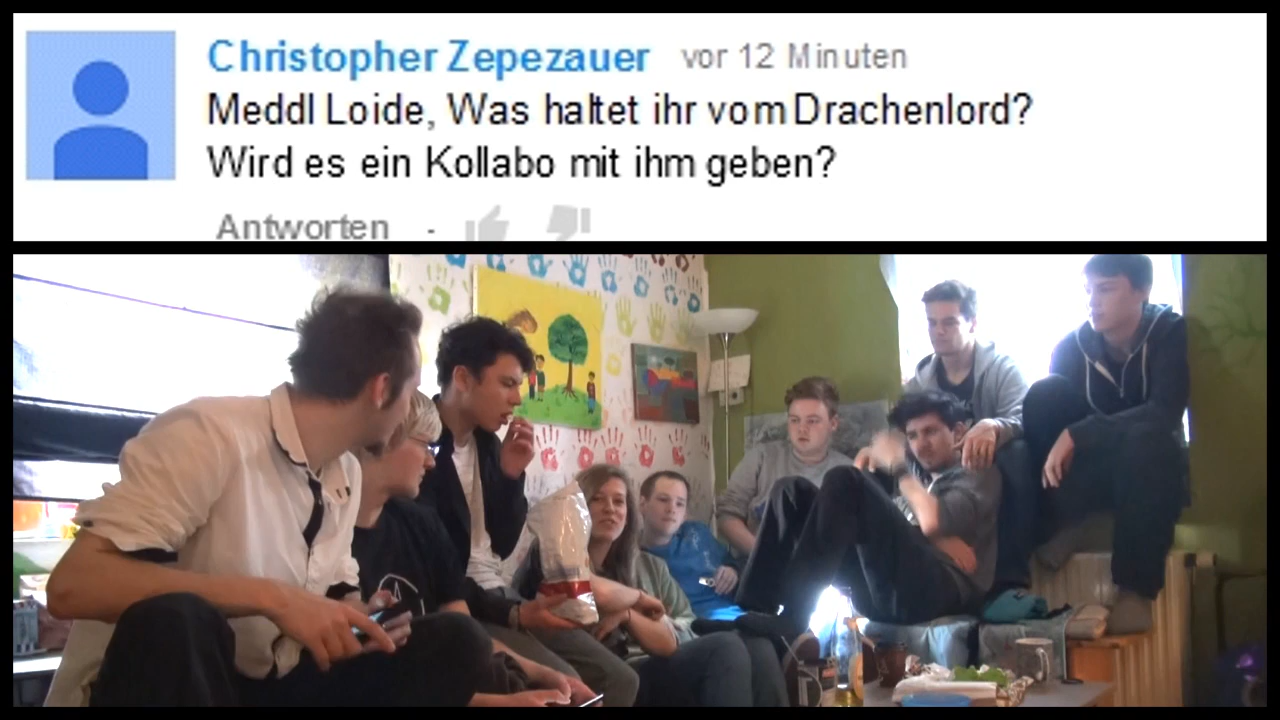 Christopher Zepezauer vor 12 Minuten
Meddl Loide, Was haltet ihr vom Drachenlord?
Wird es ein Kollabo mit ihm geben?
Antworten